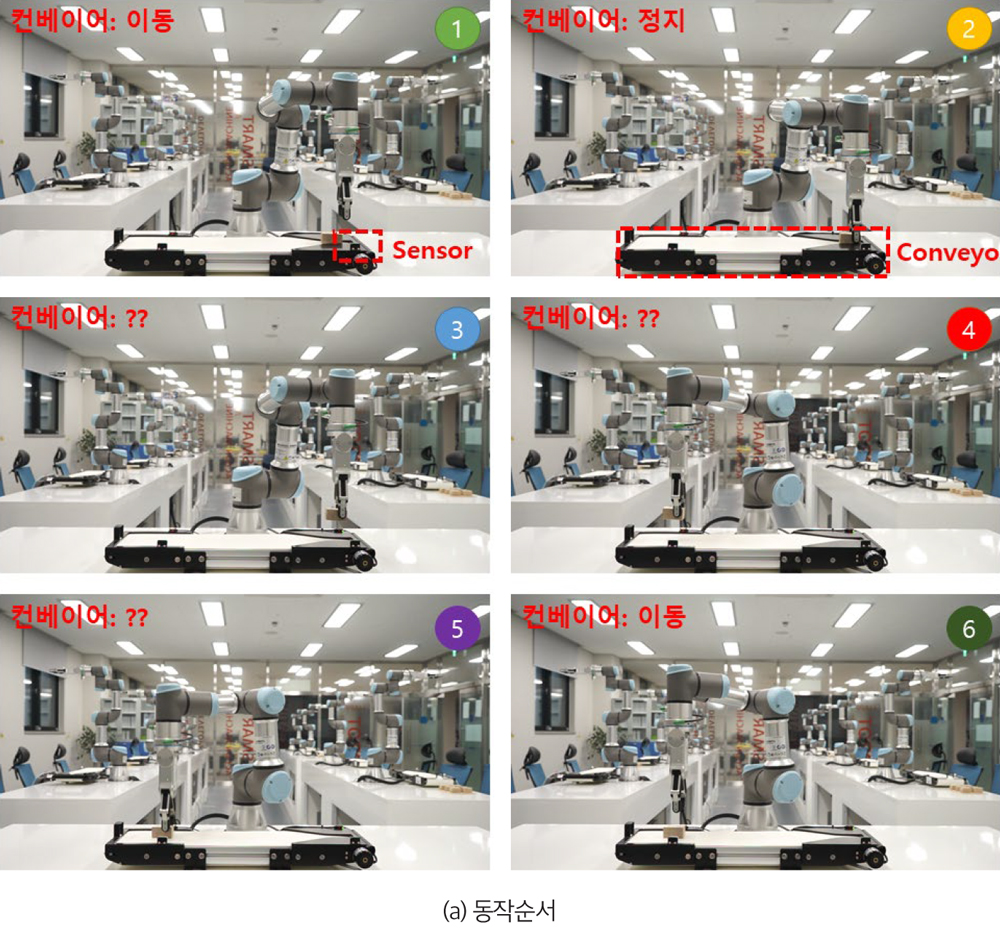 컨베이어: 이동
1
Sensor
컨베이어: 정지
2
Conveyo
컨베이어: ??
3
컨베이어: ??
4
컨베이어: ??
5
컨베이어: 이동
6
SMART
(a) 동작순서